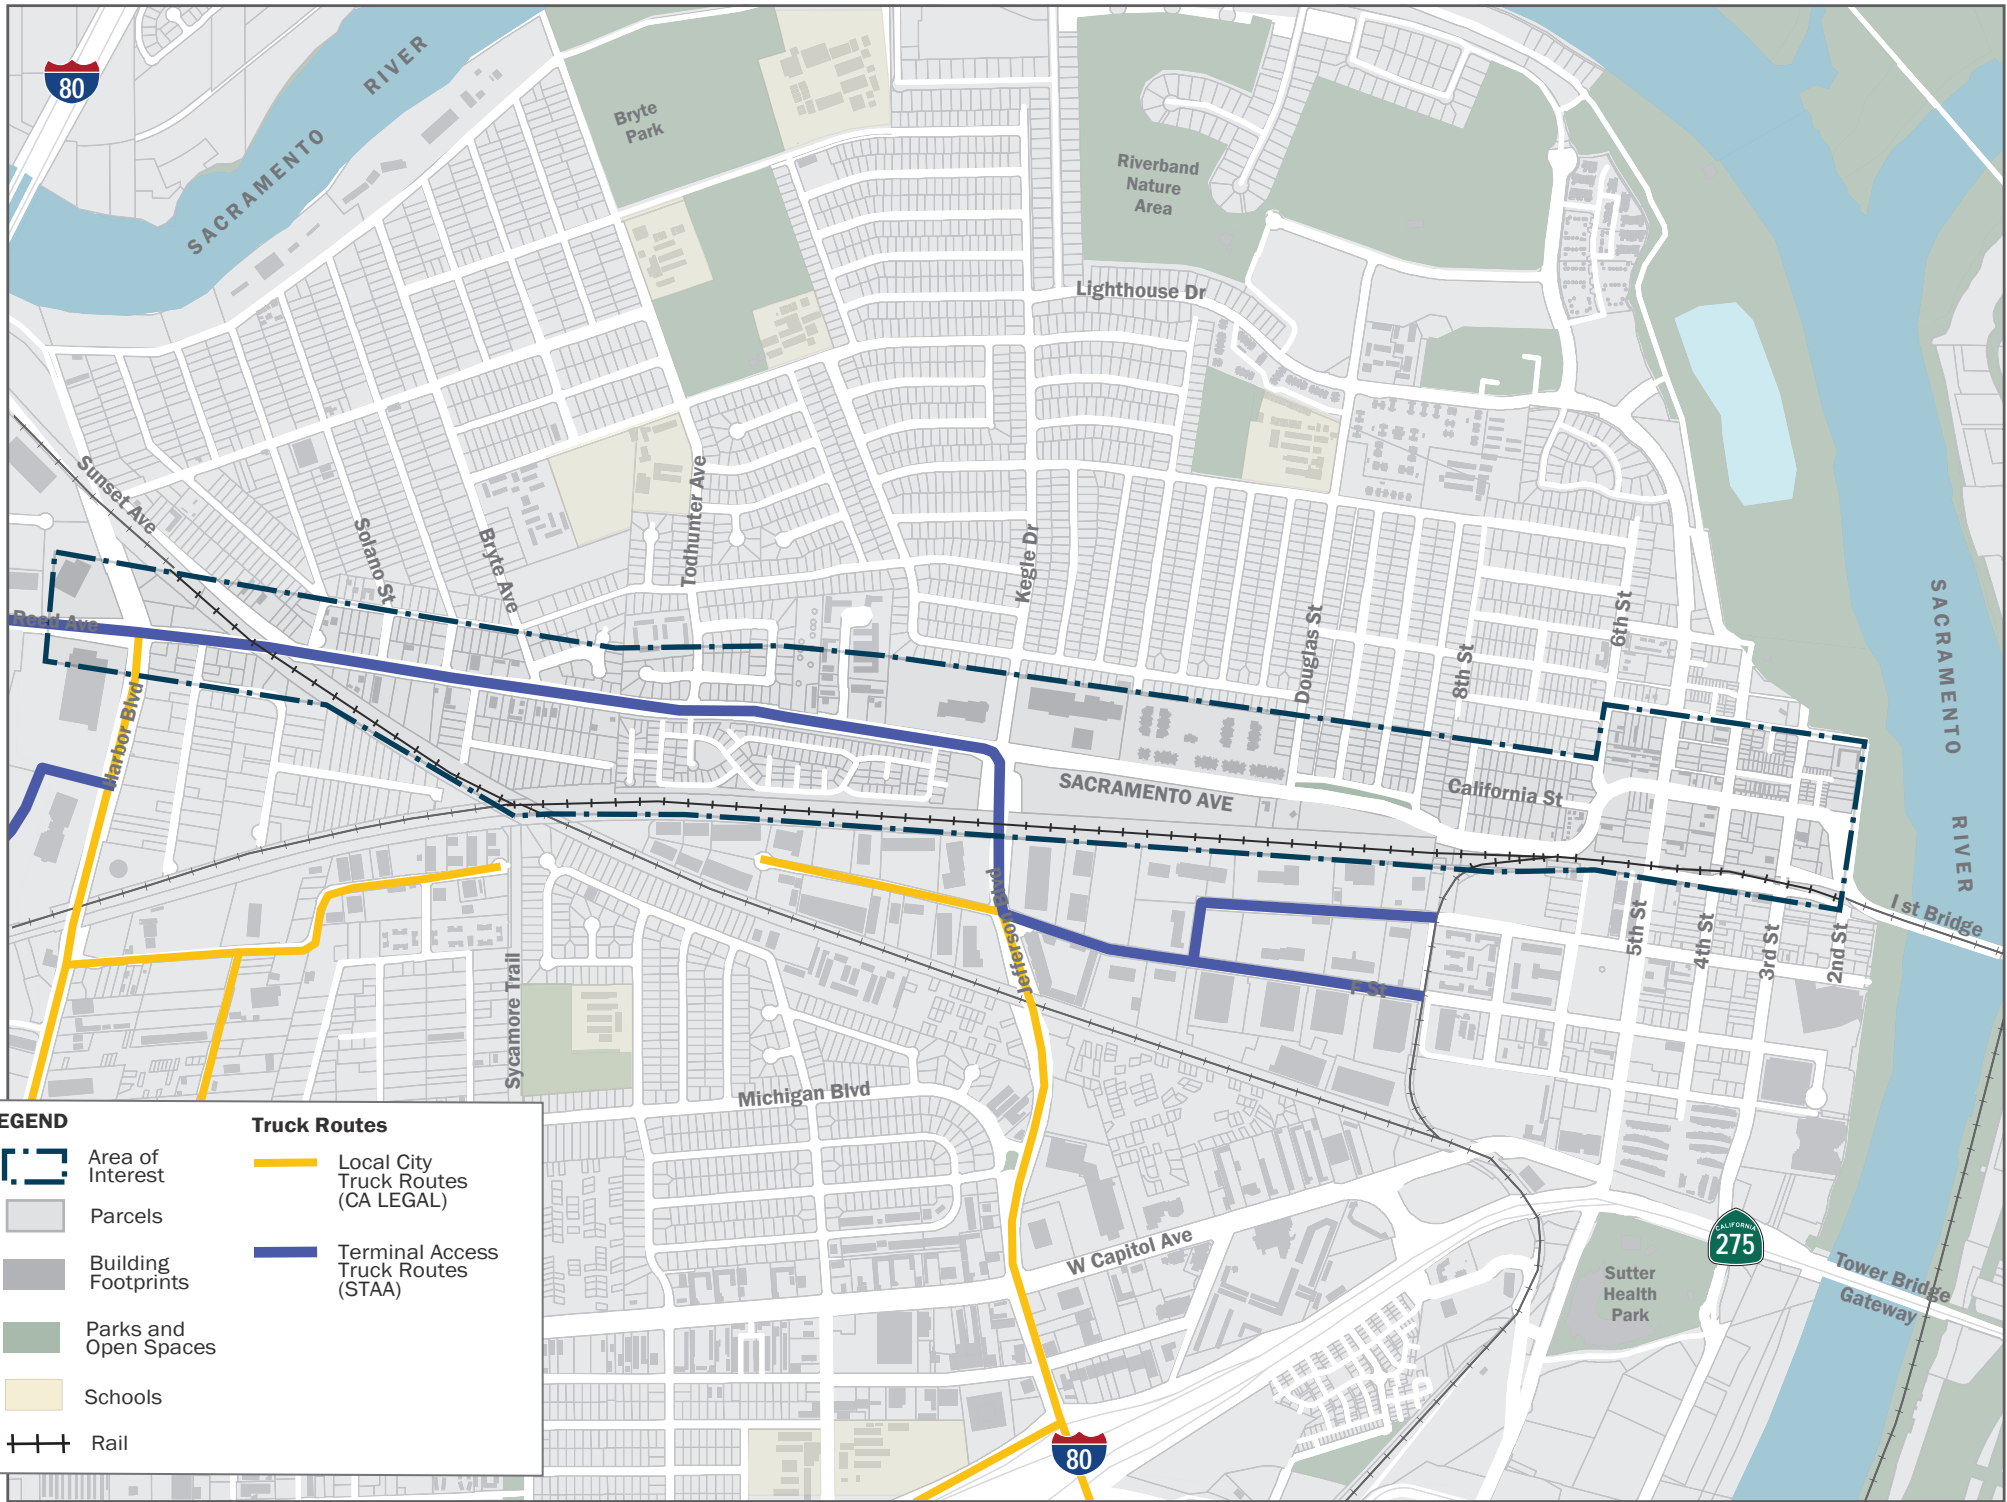 80
SACRAMENTO
RIVER
Bryte
Park
Riverband
Nature
Area
Lighthouse Dr
Sunset Ave
Solano St
Bryte Ave
Todhunter Ave
Kegle Dr
Douglas St
8th St
6th St
SACRAMENTO
RIVER
Reed Ave
Harbor Blvd
SACRAMENTO AVE
California St
Jefferson Blvd
F St
5th St
4th St
3rd St
2nd St
I st Bridge
Sycamore Trail
Michigan Blvd
W Capitol Ave
CALIFORNIA
275
Tower Bridge
Gateway
Sutter
Health
Park
80
EGEND
Area of
Interest
Parcels
Building
Footprints
Parks and
Open Spaces
Schools
Rail
Truck Routes
Local City
Truck Routes
(CA LEGAL)
Terminal Access
Truck Routes
(STAA)